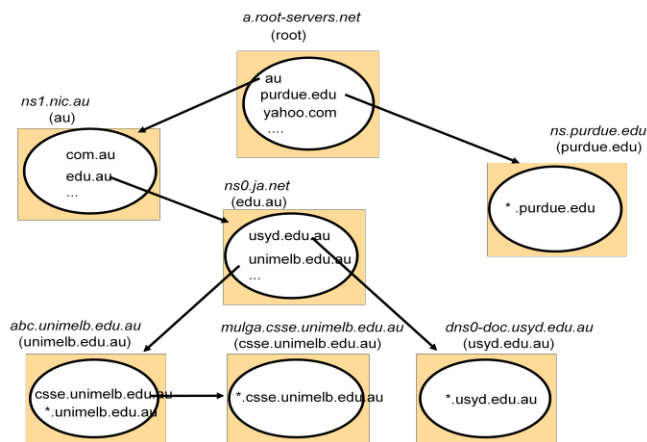 a.root-servers.net
(root)
au
purdue.edu
yahoo.com
....
ns1.nic.au
(au)
com.au
edu.au
...
ns.purdue.edu
(purdue.edu)
* .purdue.edu
ns0.ja.net
(edu.au)
usyd.edu.au
unimelb.edu.au
...
abc.unimelb.edu.au
(unimelb.edu.au)
csse.unimelb.edu.au
*.unimelb.edu.au
mulga.csse.unimelb.edu.au
(csse.unimelb.edu.au)
*.csse.unimelb.edu.au
dns0-doc.usyd.edu.au
(usyd.edu.au)
*.usyd.edu.au